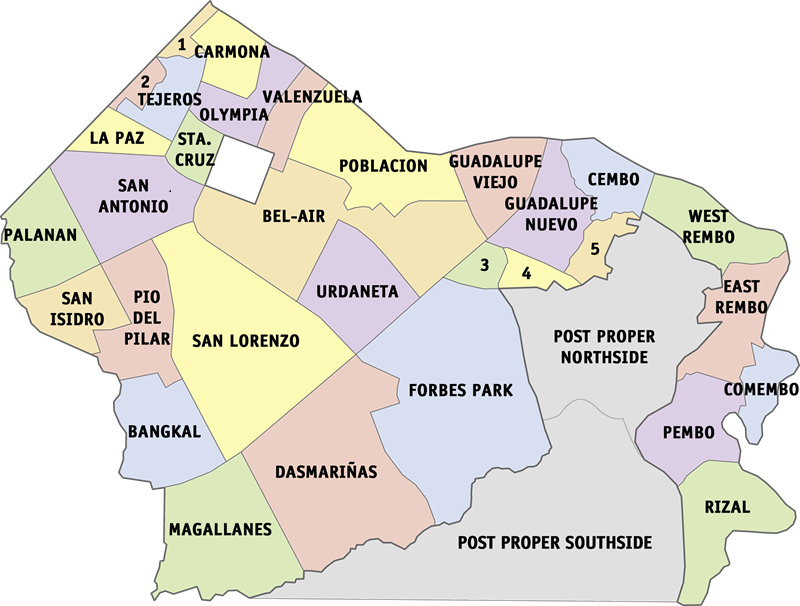 1
CARMONA
2
TEJEROS
OLYMPIA
VALENZUELA
LA PAZ
STA.
CRUZ
POBLACION
GUADALUPE
VIEJO
CEMBO
SAN
ANTONIO
GUADALUPE
NUEVO
WEST
REMBO
BEL-AIR
PALANAN
5
3
4
URDANETA
EAST
REMBO
SAN
ISIDRO
PIO
DEL
PILAR
SAN LORENZO
POST PROPER
NORTHSIDE
FORBES PARK
COMEMBO
BANGKAL
PEMBO
DASMARIÑAS
RIZAL
MAGALLANES
POST PROPER SOUTHSIDE